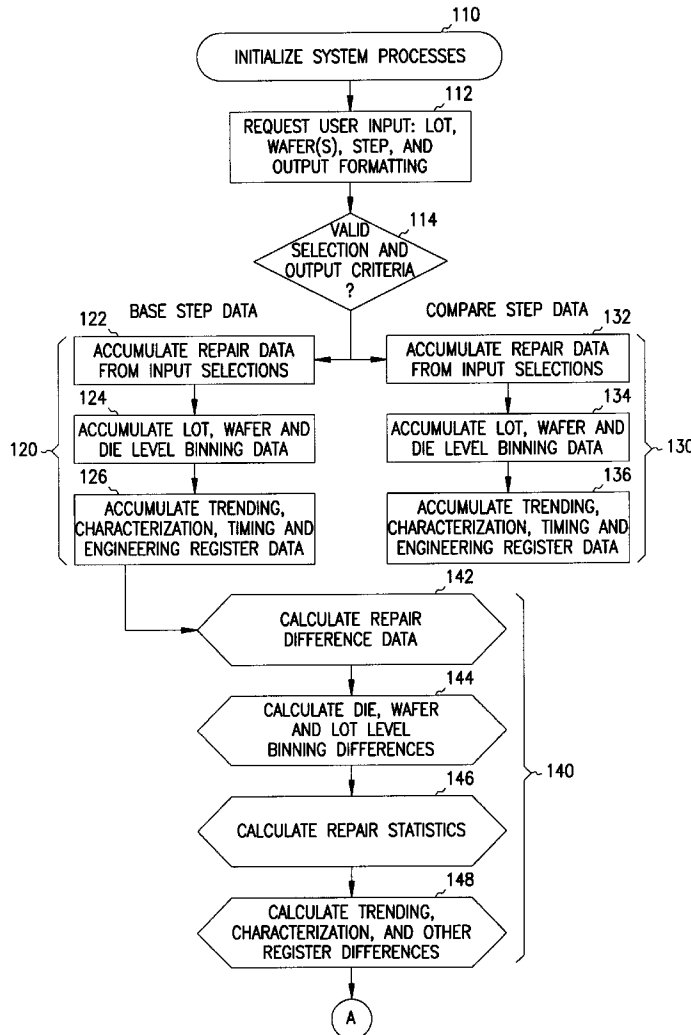 110
INITIALIZE SYSTEM PROCESSES
112
REQUEST USER INPUT: LOT,
WAFER(S), STEP, AND
OUTPUT FORMATTING
114
VALID
SELECTION AND
OUTPUT CRITERIA
?
BASE STEP DATA
COMPARE STEP DATA
122
ACCUMULATE REPAIR DATA
FROM INPUT SELECTIONS
132
ACCUMULATE REPAIR DATA
FROM INPUT SELECTIONS
124
ACCUMULATE LOT, WAFER AND
DIE LEVEL BINNING DATA
134
ACCUMULATE LOT, WAFER AND
DIE LEVEL BINNING DATA
120
130
126
ACCUMULATE TRENDING,
CHARACTERIZATION, TIMING AND
ENGINEERING REGISTER DATA
136
ACCUMULATE TRENDING,
CHARACTERIZATION, TIMING AND
ENGINEERING REGISTER DATA
142
CALCULATE REPAIR
DIFFERENCE DATA
144
CALCULATE DIE, WAFER
AND LOT LEVEL
BINNING DIFFERENCES
140
146
CALCULATE REPAIR STATISTICS
148
CALCULATE TRENDING,
CHARACTERIZATION, AND OTHER
REGISTER DIFFERENCES
A